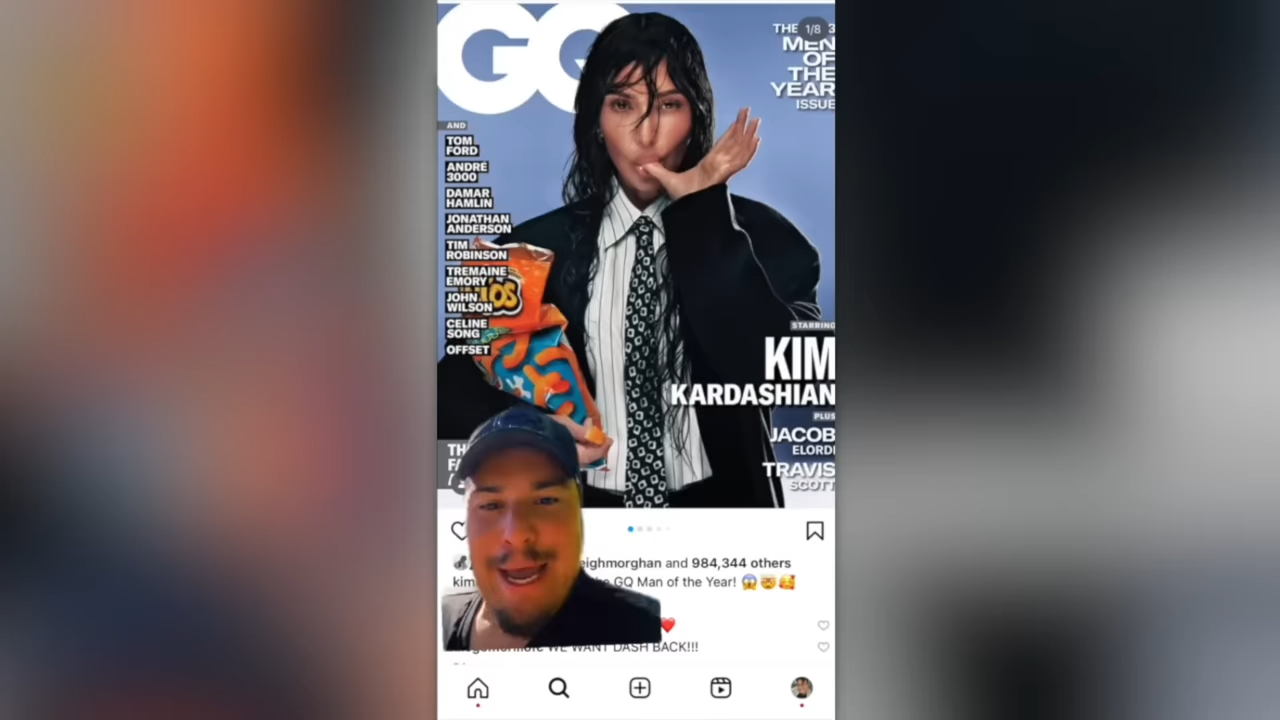 GQ
THE 3
1/8
MEN
OF
THE
YEAR
ISSUE
AND
TOM
FORD
ANDRÉ
3000
DAMAR
HAMLIN
JONATHAN
ANDERSON
TIM
ROBINSON
TREMAINE
EMORY
JOHN
WILSON
CELINE
SONG
OFFSET
STARRING
KIM
KARDASHIAN
PLUS
JACOB
ELORDI
TRAVIS
SCOTT
eighmorghan and 984,344 others
kim GQ Man of the Year! 😱🤯🥰
❤️
WE WANT DASH BACK!!!